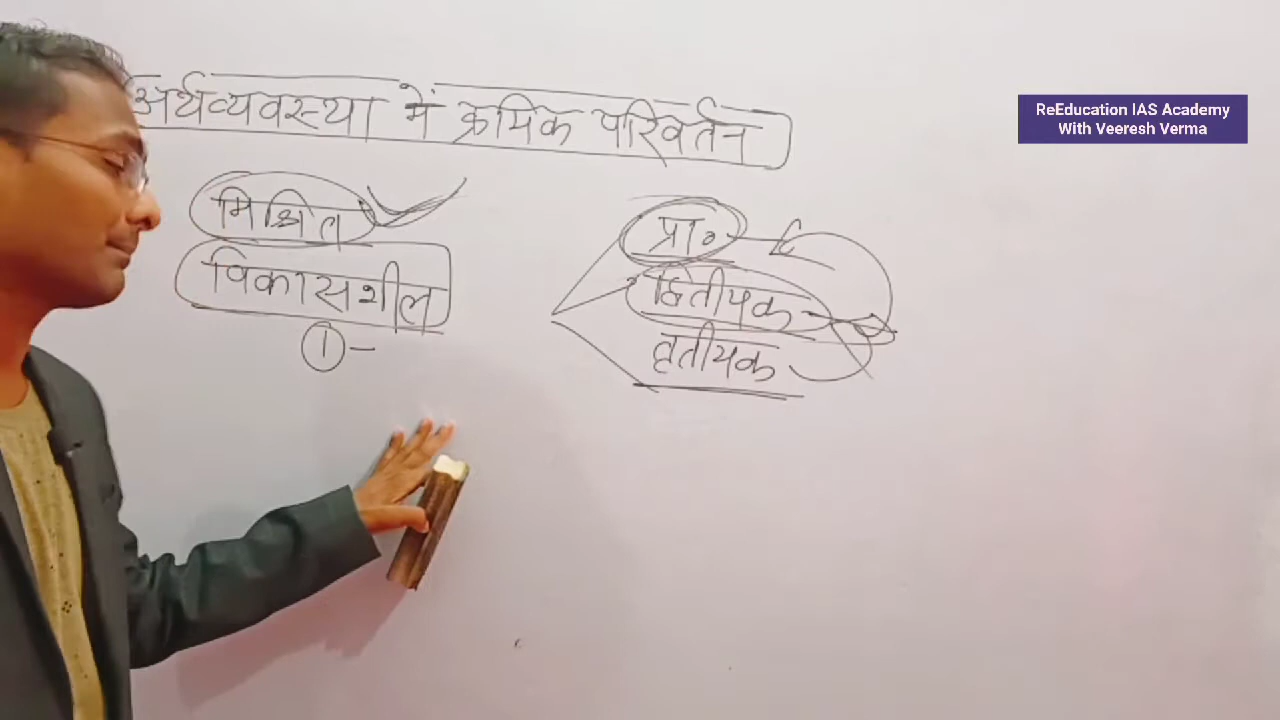 अर्थव्यवस्था में क्रमिक परिवर्तन
ReEducation IAS Academy
With Veeresh Verma
मिश्रित
विकासशील
① -
प्रा०
द्वितीयक
तृतीयक